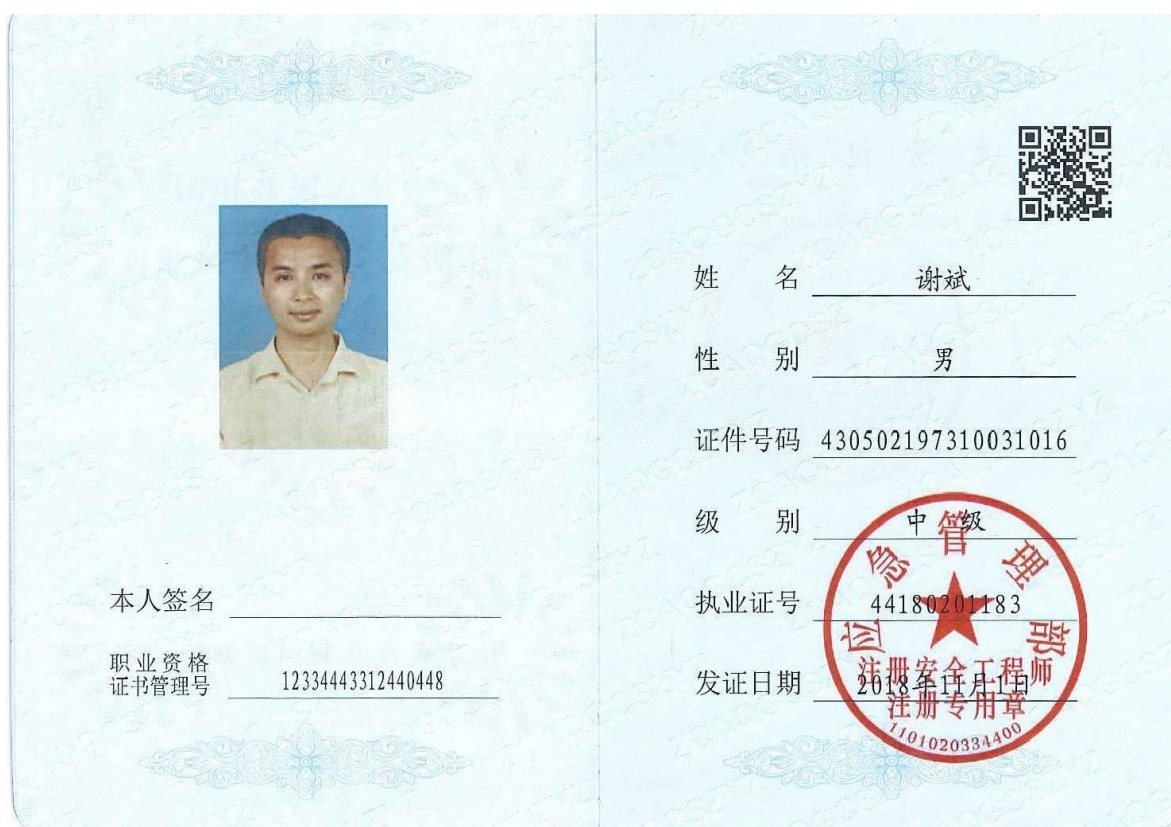 本人签名
职业资格
证书管理号 12334443312440448
姓名 谢斌
性别 男
证件号码 430502197310031016
级别 中级
执业证号 44180201183
发证日期 2018年11月1日
应急管理部
注册安全工程师
注册专用章
1101020334400